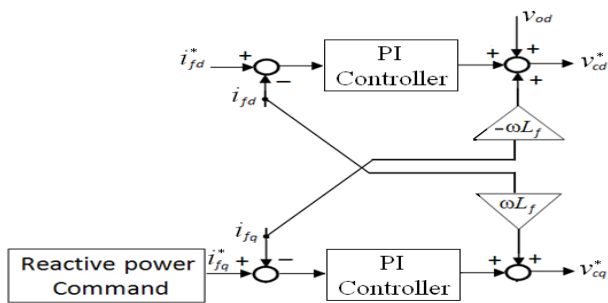 v_od
i*_fd + − PI Controller + + + v*_cd
i_fd
-ωL_f
ωL_f
i_fq
Reactive power Command i*_fq + − PI Controller + + v*_cq